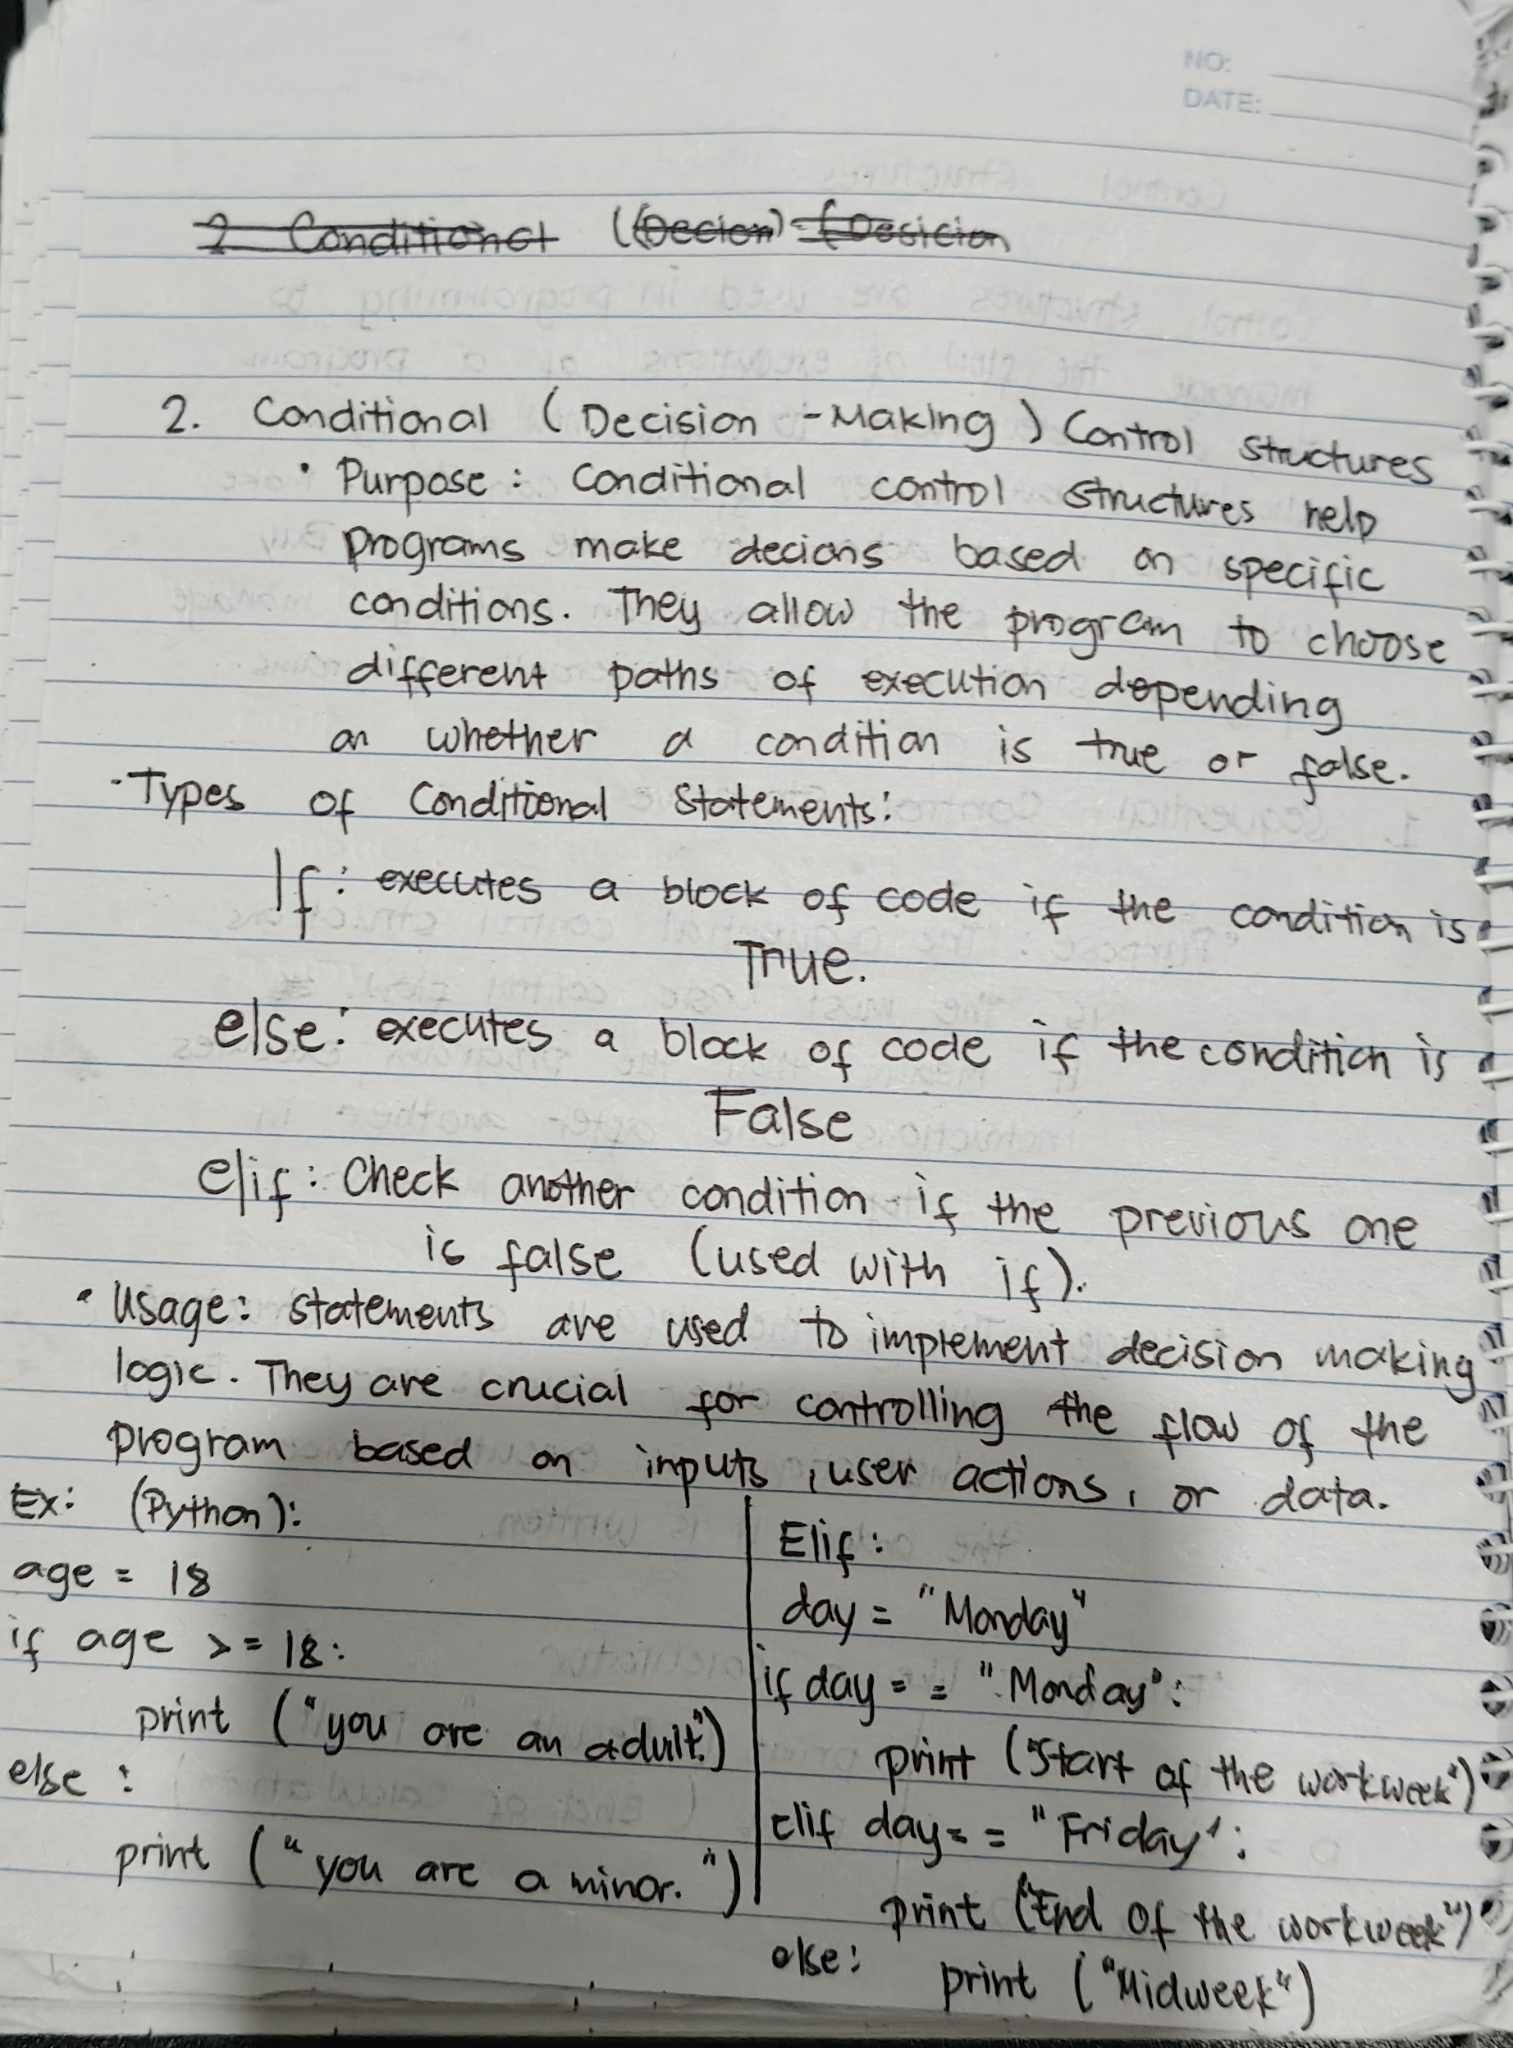 NO:
DATE:
2 Conditional ((Decion) (Desicion
2. Conditional (Decision - Making) Control structures
• Purpose: Conditional control structures help
programs make decions based on specific
conditions. They allow the program to choose
different paths of execution depending
on whether a condition is true or false.
- Types of Conditional Statements:
If: executes a block of code if the condition is
True.
else: executes a block of code if the condition is
False
elif: Check another condition if the previous one
is false (used with if).
• Usage: statements are used to implement decision making
logic. They are crucial for controlling the flow of the
program based on inputs, user actions, or data.
Ex: (Python):
age = 18
if age >= 18:
print ("you are an adult.")
else:
print ("you are a minor.")
Elif:
day = "Monday"
if day = = "Monday":
print ("Start of the workweek")
elif day = = "Friday":
print ("End of the workweek")
else: print ("Midweek")